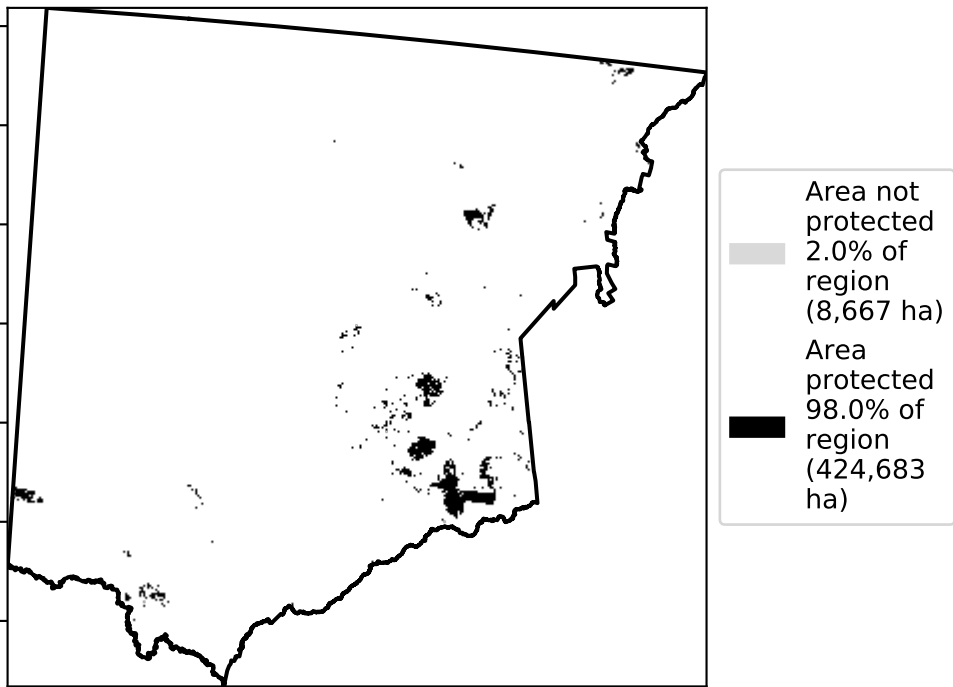 Area not
protected
2.0% of
region
(8,667 ha)
Area
protected
98.0% of
region
(424,683
ha)